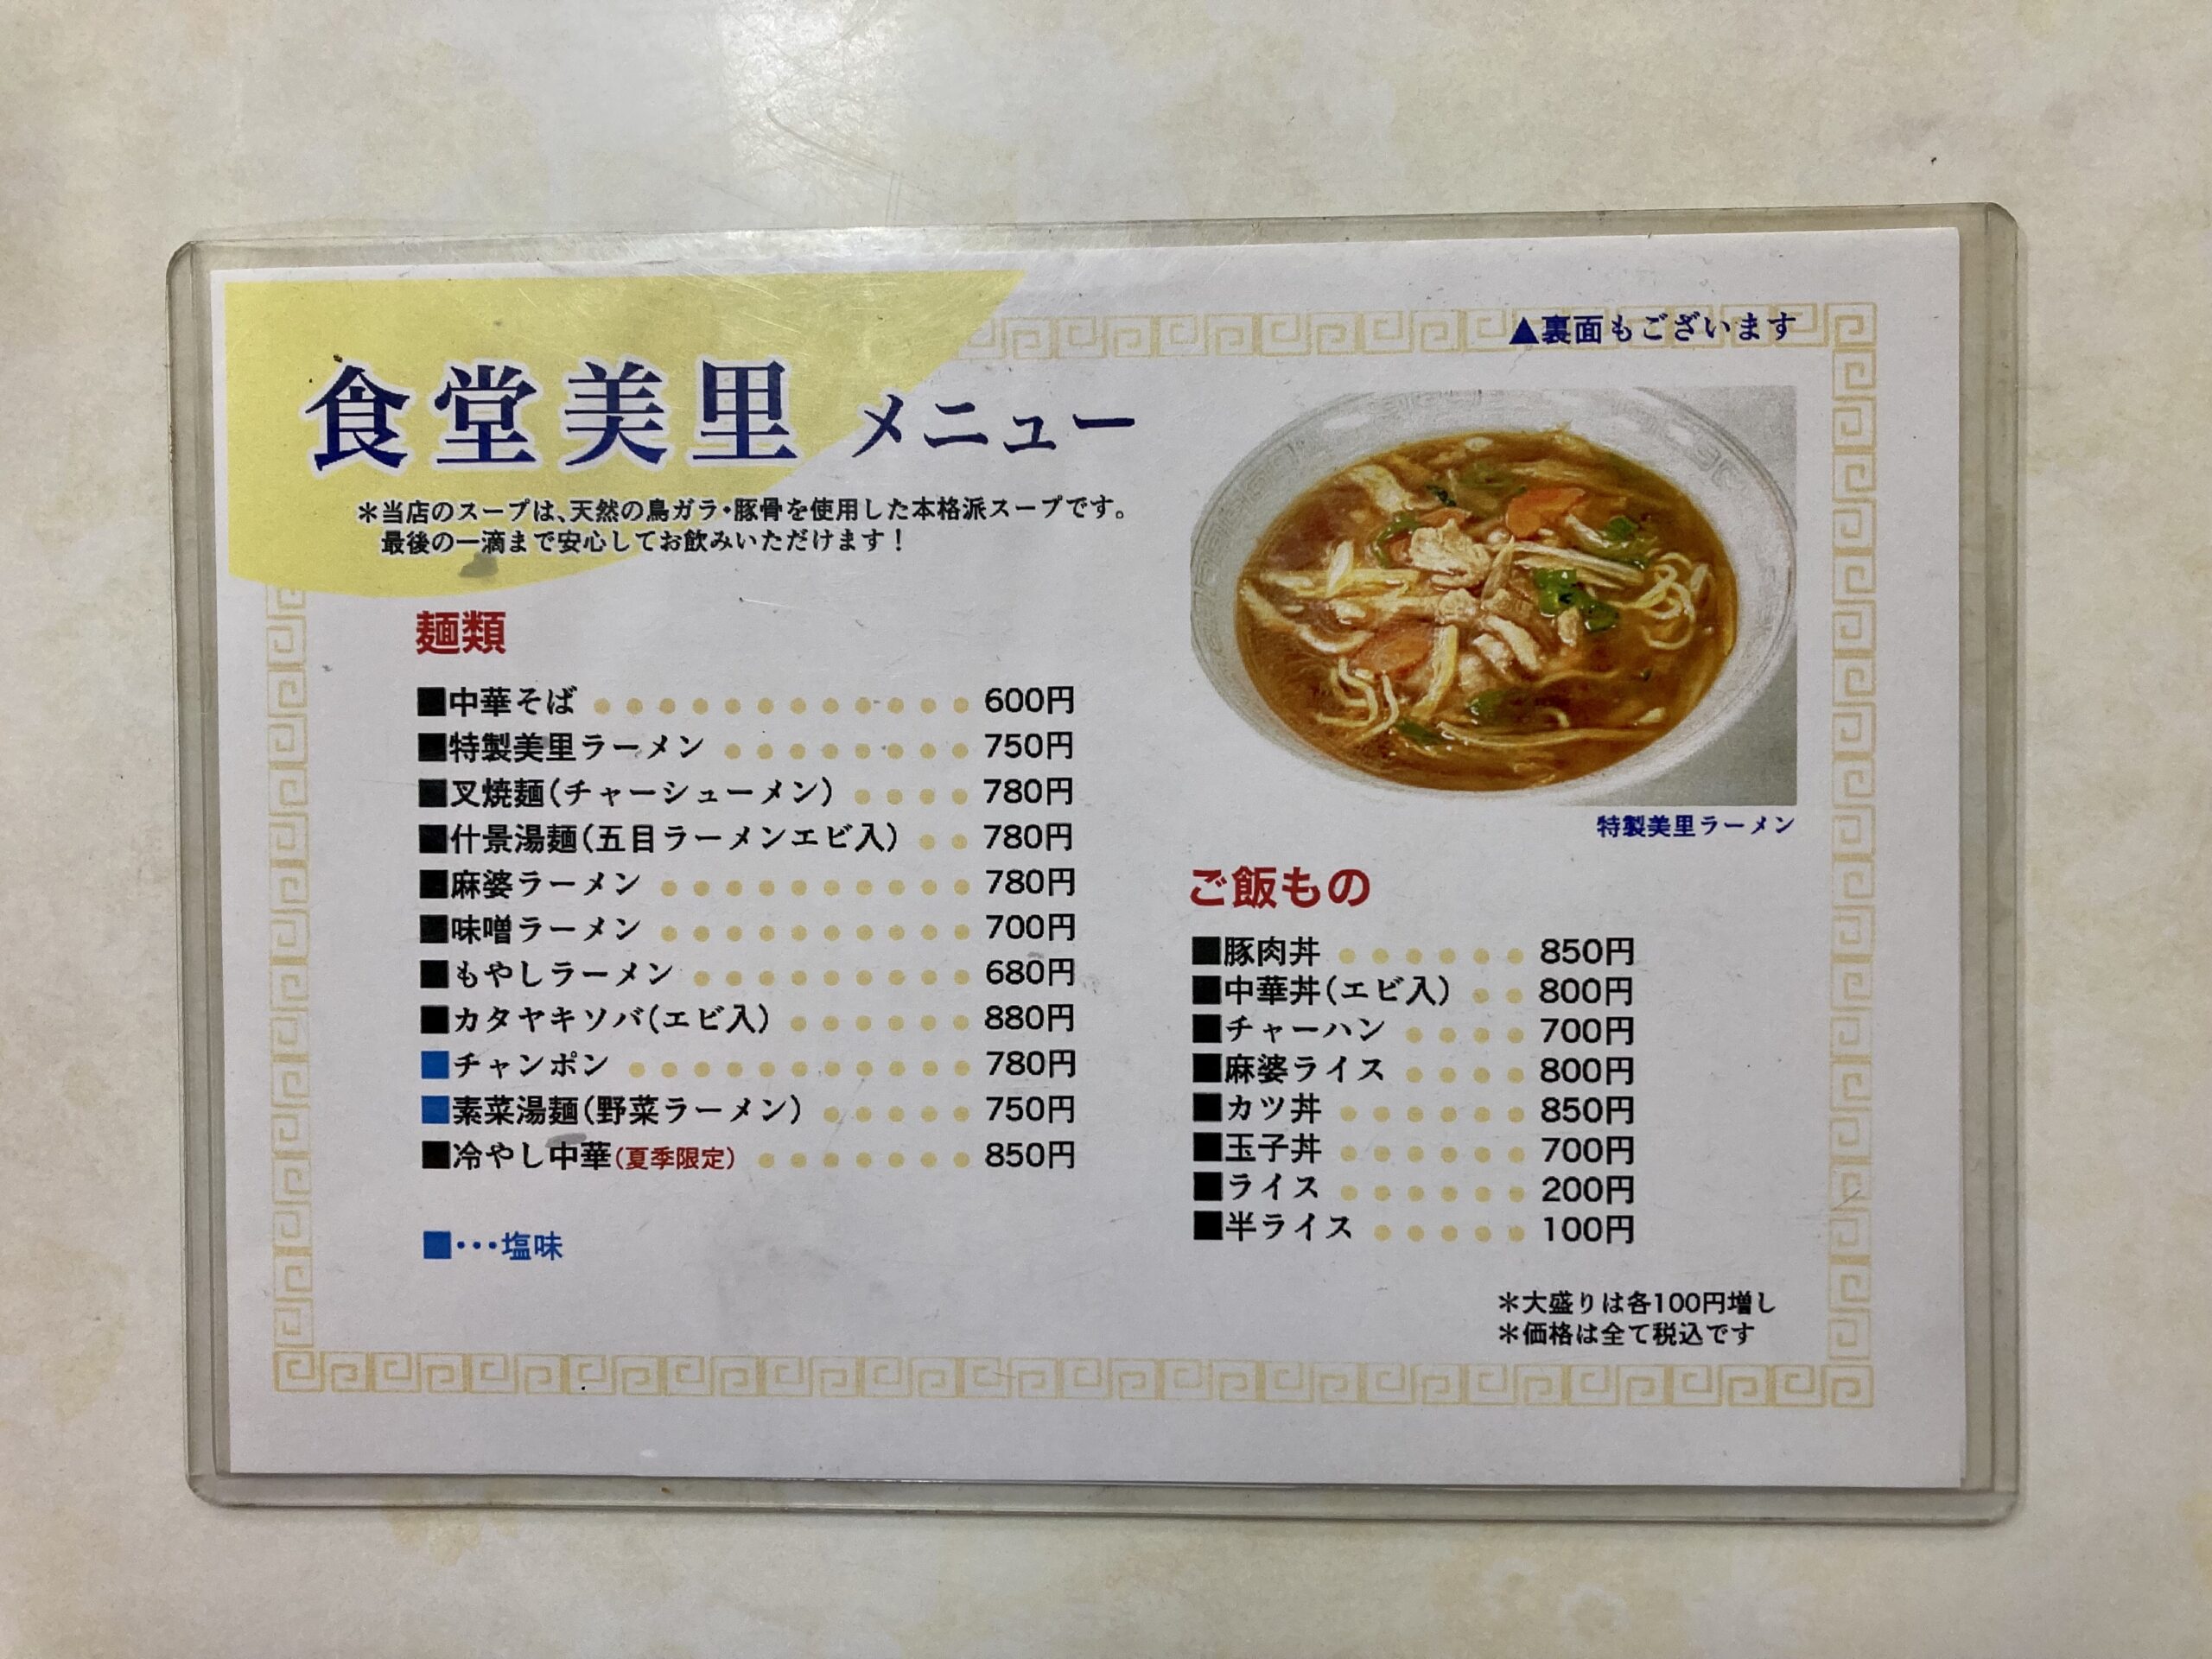 ▲裏面もございます
食堂美里 メニュー
＊当店のスープは、天然の鳥ガラ・豚骨を使用した本格派スープです。
最後の一滴まで安心してお飲みいただけます！
麺類
■中華そば 600円
■特製美里ラーメン 750円
■叉焼麺（チャーシューメン） 780円
■什景湯麺（五目ラーメンエビ入） 780円
■麻婆ラーメン 780円
■味噌ラーメン 700円
■もやしラーメン 680円
■カタヤキソバ（エビ入） 880円
■チャンポン 780円
■素菜湯麺（野菜ラーメン） 750円
■冷やし中華（夏季限定） 850円
■・・・塩味
特製美里ラーメン
ご飯もの
■豚肉丼 850円
■中華丼（エビ入） 800円
■チャーハン 700円
■麻婆ライス 800円
■カツ丼 850円
■玉子丼 700円
■ライス 200円
■半ライス 100円
＊大盛りは各100円増し
＊価格は全て税込です